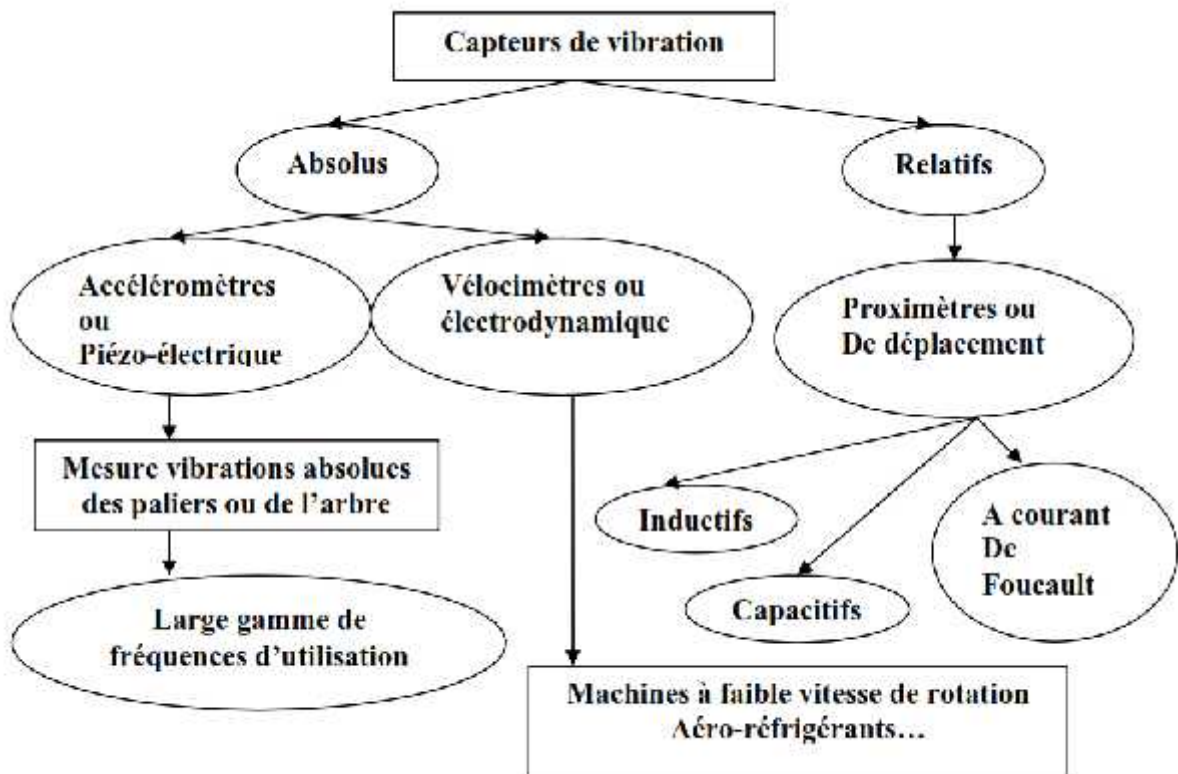 Capteurs de vibration
Absolus
Relatifs
Accéléromètres
ou
Piézo-électrique
Vélocimètres ou
électrodynamique
Proximètres ou
De déplacement
Mesure vibrations absolues
des paliers ou de l'arbre
Inductifs
A courant
De
Foucault
Capacitifs
Large gamme de
fréquences d'utilisation
Machines à faible vitesse de rotation
Aéro-réfrigérants…